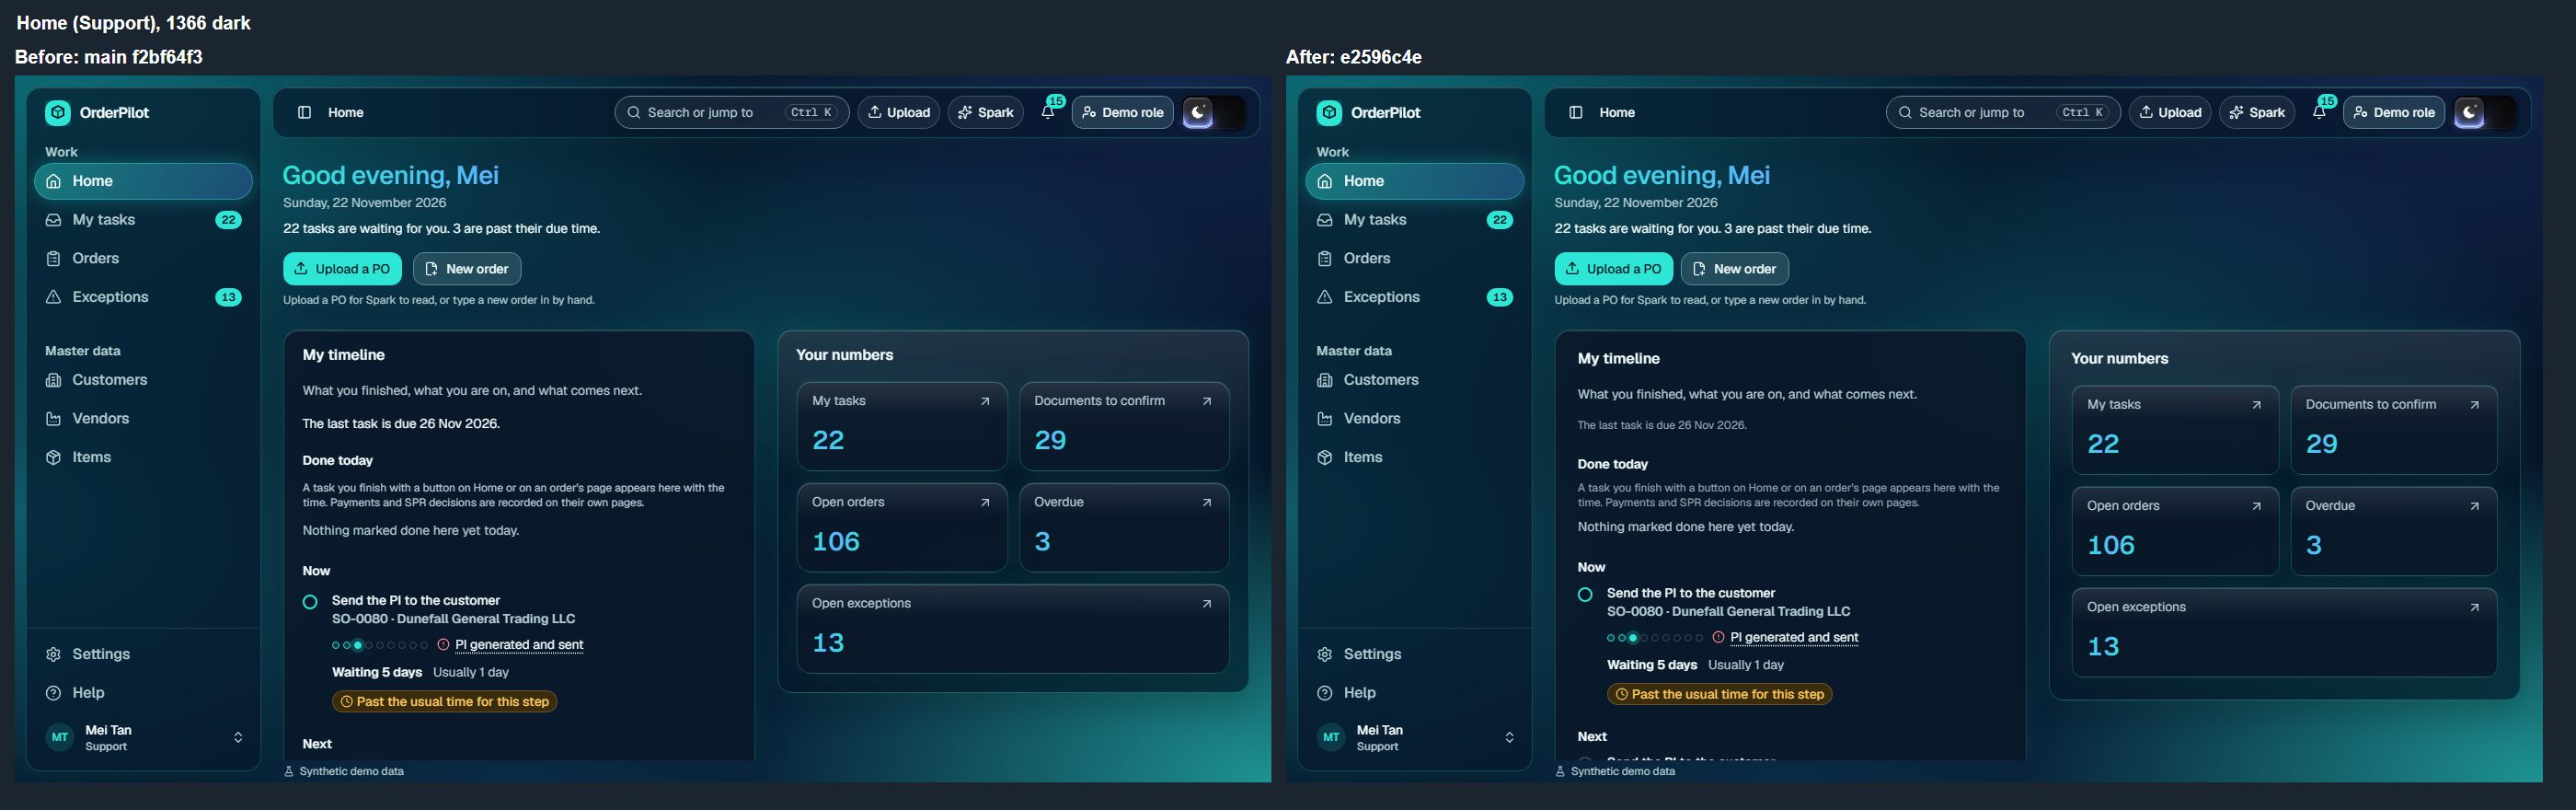 Home (Support), 1366 dark
Before: main f2bf64f3
OrderPilot
Work
Home
My tasks 22
Orders
Exceptions 13
Master data
Customers
Vendors
Items
Settings
Help
MT Mei Tan
Support
Home
Search or jump to Ctrl K
Upload
Spark
15
Demo role
Good evening, Mei
Sunday, 22 November 2026
22 tasks are waiting for you. 3 are past their due time.
Upload a PO
New order
Upload a PO for Spark to read, or type a new order in by hand.
My timeline
What you finished, what you are on, and what comes next.
The last task is due 26 Nov 2026.
Done today
A task you finish with a button on Home or on an order's page appears here with the
time. Payments and SPR decisions are recorded on their own pages.
Nothing marked done here yet today.
Now
Send the PI to the customer
SO-0080 · Dunefall General Trading LLC
PI generated and sent
Waiting 5 days Usually 1 day
Past the usual time for this step
Next
Your numbers
My tasks
22
Documents to confirm
29
Open orders
106
Overdue
3
Open exceptions
13
Synthetic demo data
After: e2596c4e
OrderPilot
Work
Home
My tasks 22
Orders
Exceptions 13
Master data
Customers
Vendors
Items
Settings
Help
MT Mei Tan
Support
Home
Search or jump to Ctrl K
Upload
Spark
15
Demo role
Good evening, Mei
Sunday, 22 November 2026
22 tasks are waiting for you. 3 are past their due time.
Upload a PO
New order
Upload a PO for Spark to read, or type a new order in by hand.
My timeline
What you finished, what you are on, and what comes next.
The last task is due 26 Nov 2026.
Done today
A task you finish with a button on Home or on an order's page appears here with the
time. Payments and SPR decisions are recorded on their own pages.
Nothing marked done here yet today.
Now
Send the PI to the customer
SO-0080 · Dunefall General Trading LLC
PI generated and sent
Waiting 5 days Usually 1 day
Past the usual time for this step
Next
Your numbers
My tasks
22
Documents to confirm
29
Open orders
106
Overdue
3
Open exceptions
13
Synthetic demo data